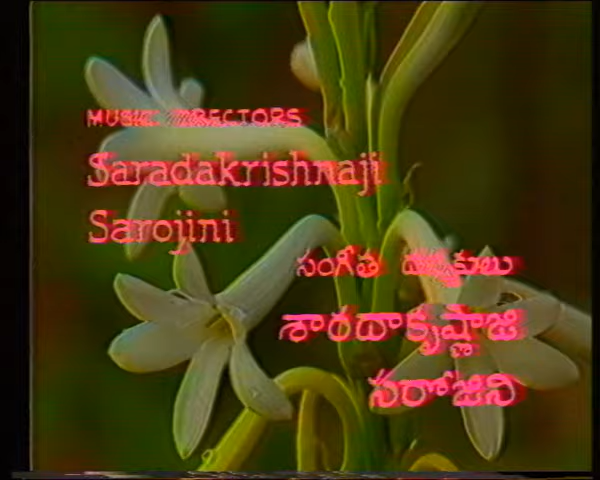 MUSIC DIRECTORS
Saradakrishnaji
Sarojini
సంగీత దర్శకులు
శారదాకృష్ణాజి
సరోజిని